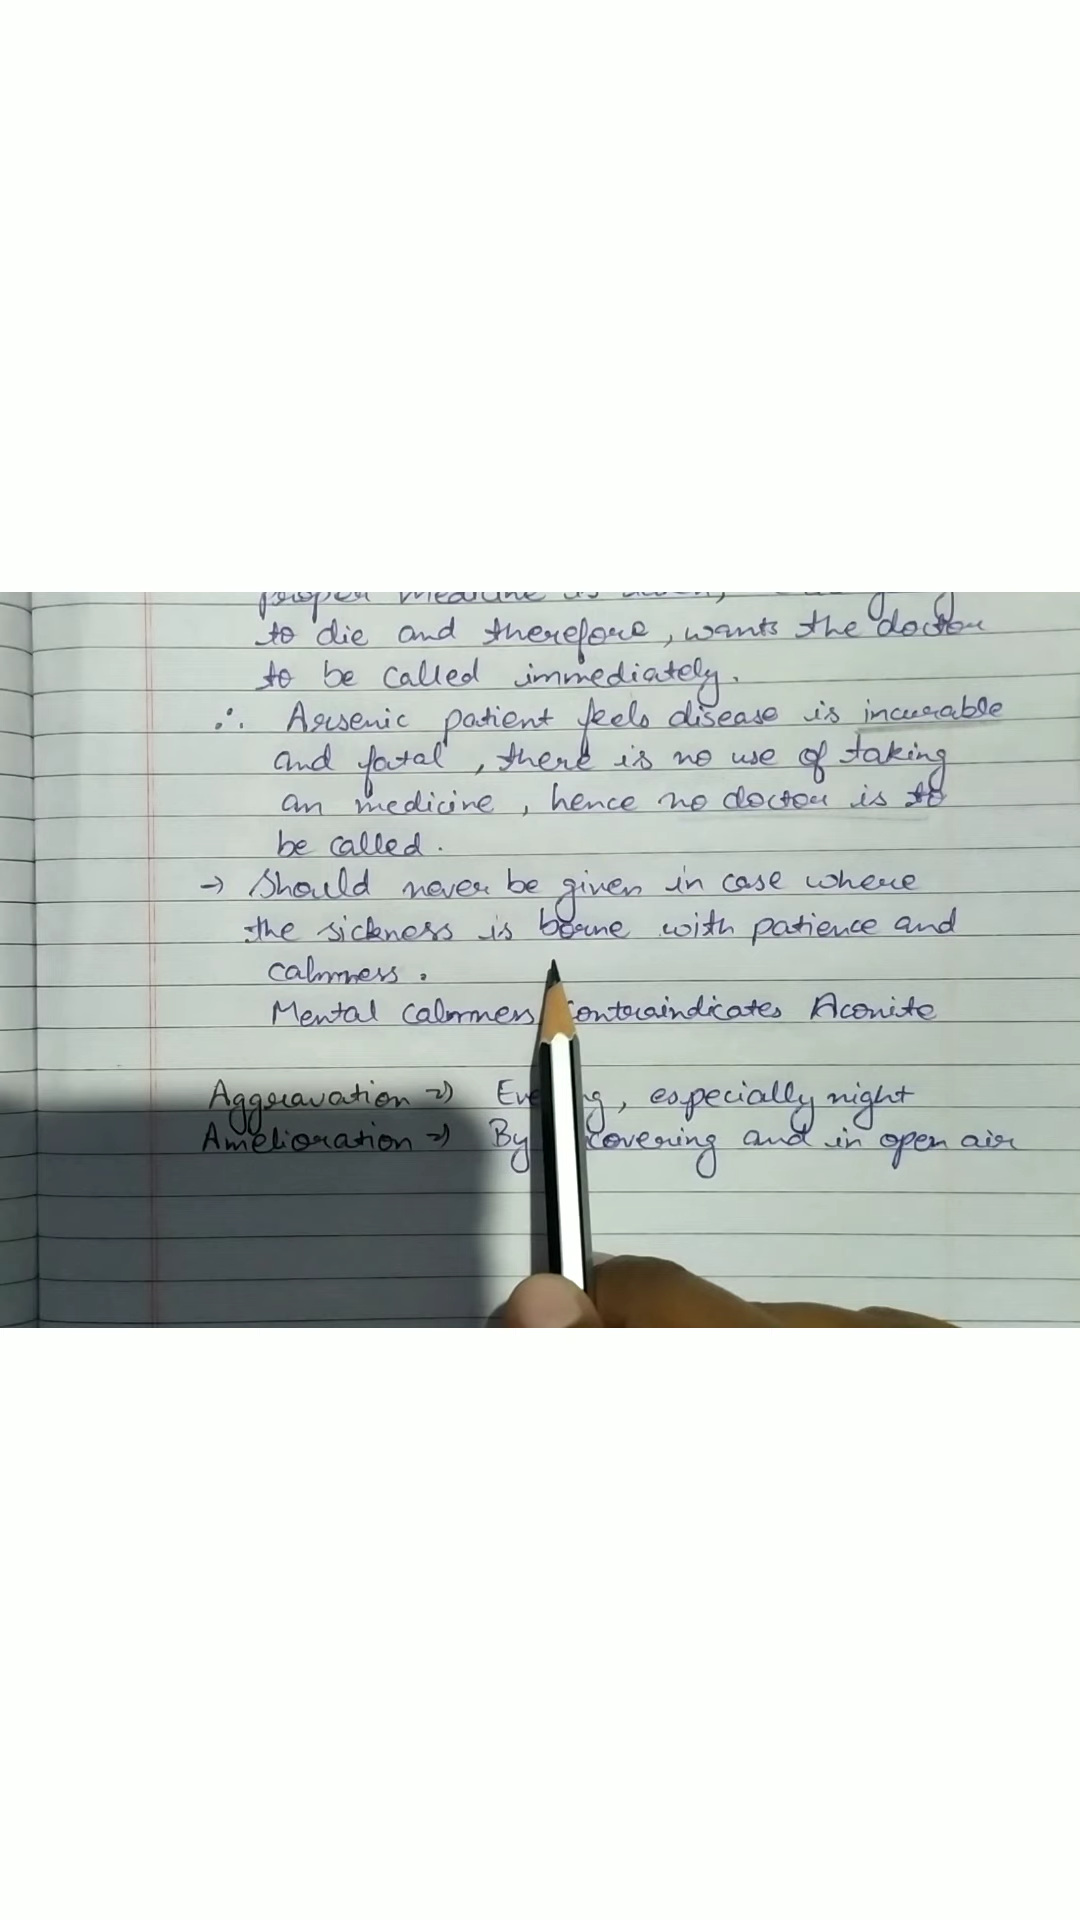 proper medicine is
to die and therefore, wants the doctor
to be called immediately.
∴ Arsenic patient feels disease is incurable
and fatal, there is no use of taking
an medicine, hence no doctor is to
be called.
→ Should never be given in case where
the sickness is borne with patience and
calmness.
Mental calmness contraindicates Aconite
Aggravation ⇒ Evening, especially night
Amelioration ⇒ By covering and in open air